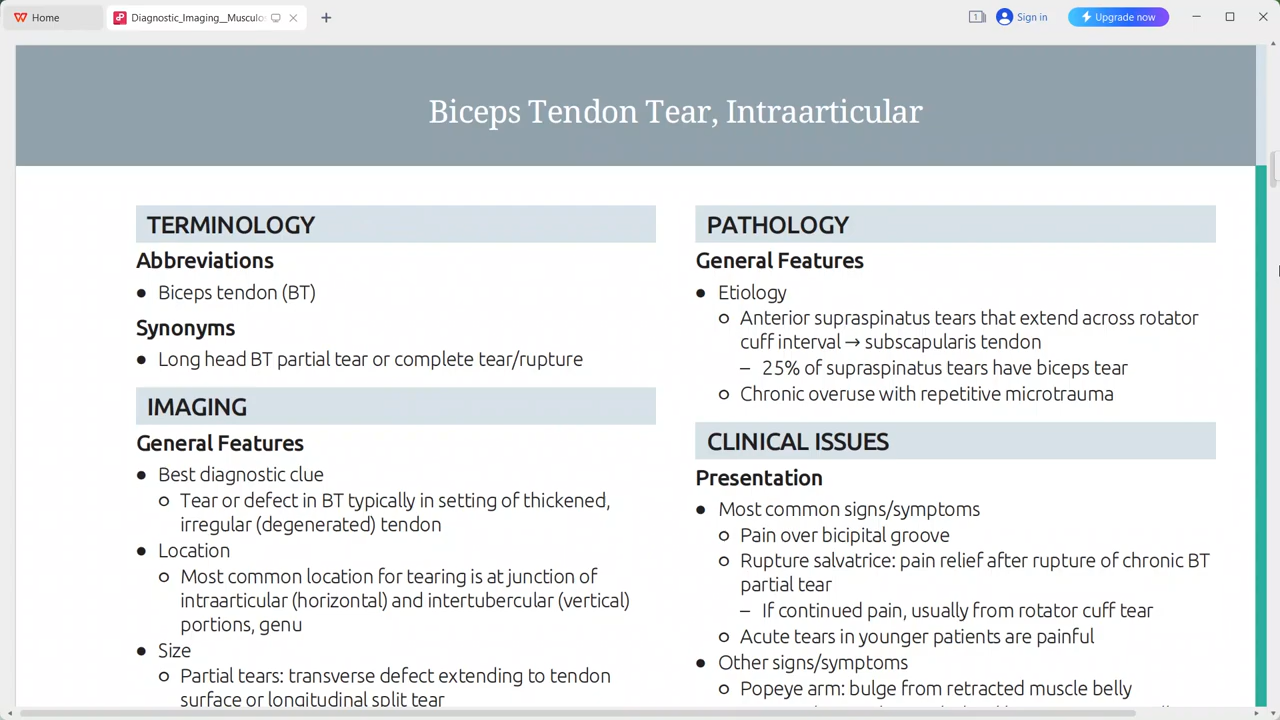 Home
Diagnostic_Imaging__Musculo
1
Sign in
Upgrade now
Biceps Tendon Tear, Intraarticular
TERMINOLOGY
Abbreviations
● Biceps tendon (BT)
Synonyms
● Long head BT partial tear or complete tear/rupture
IMAGING
General Features
● Best diagnostic clue
○ Tear or defect in BT typically in setting of thickened,
irregular (degenerated) tendon
● Location
○ Most common location for tearing is at junction of
intraarticular (horizontal) and intertubercular (vertical)
portions, genu
● Size
○ Partial tears: transverse defect extending to tendon
surface or longitudinal split tear
PATHOLOGY
General Features
● Etiology
○ Anterior supraspinatus tears that extend across rotator
cuff interval → subscapularis tendon
– 25% of supraspinatus tears have biceps tear
○ Chronic overuse with repetitive microtrauma
CLINICAL ISSUES
Presentation
● Most common signs/symptoms
○ Pain over bicipital groove
○ Rupture salvatrice: pain relief after rupture of chronic BT
partial tear
– If continued pain, usually from rotator cuff tear
○ Acute tears in younger patients are painful
● Other signs/symptoms
○ Popeye arm: bulge from retracted muscle belly